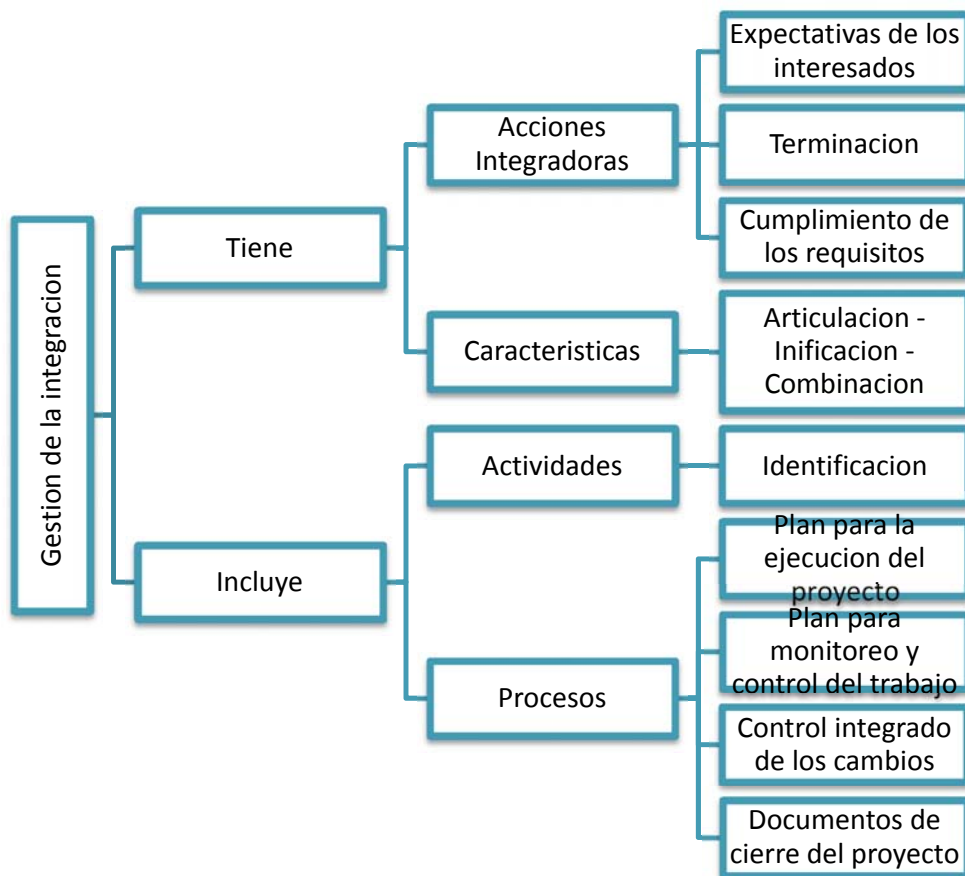 Gestion de la integracion
Tiene
Acciones
Integradoras
Expectativas de los
interesados
Terminacion
Cumplimiento de
los requisitos
Caracteristicas
Articulacion -
Inificacion -
Combinacion
Incluye
Actividades
Identificacion
Procesos
Plan para la
ejecucion del
proyecto
Plan para
monitoreo y
control del trabajo
Control integrado
de los cambios
Documentos de
cierre del proyecto